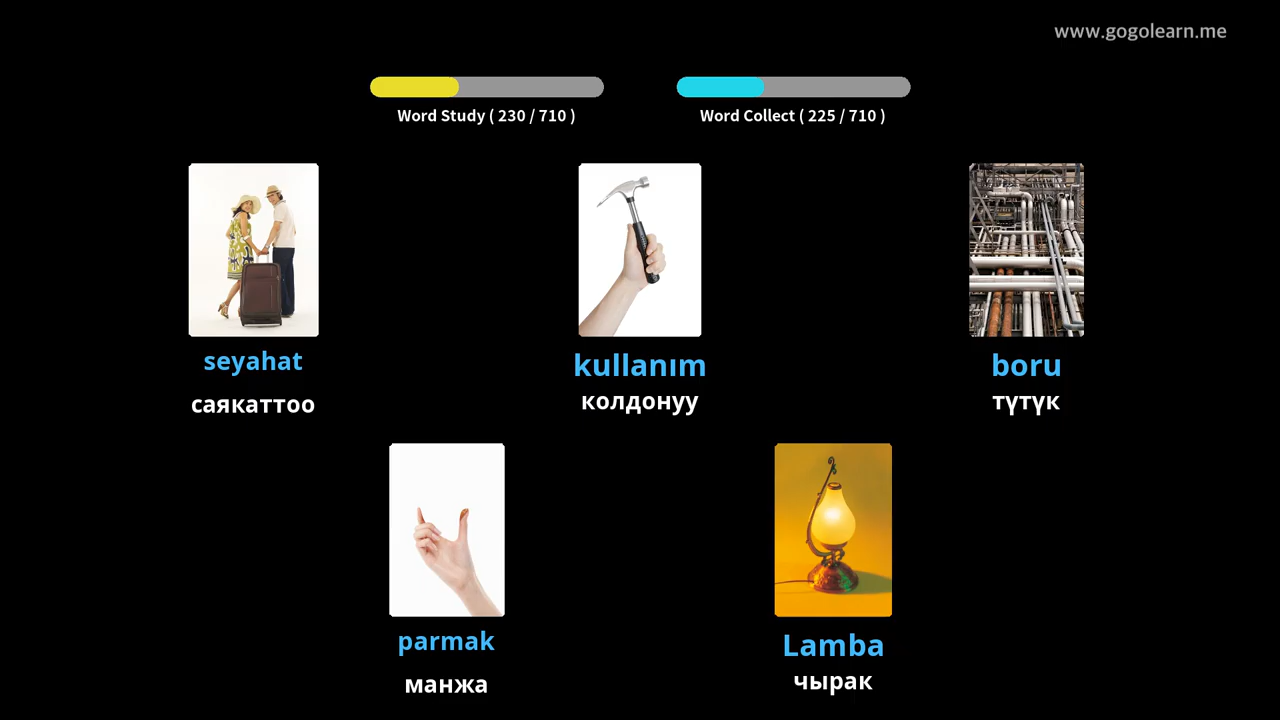 www.gogolearn.me
Word Study ( 230 / 710 )
Word Collect ( 225 / 710 )
seyahat
саякаттоо
kullanım
колдонуу
boru
түтүк
parmak
манжа
Lamba
чырак